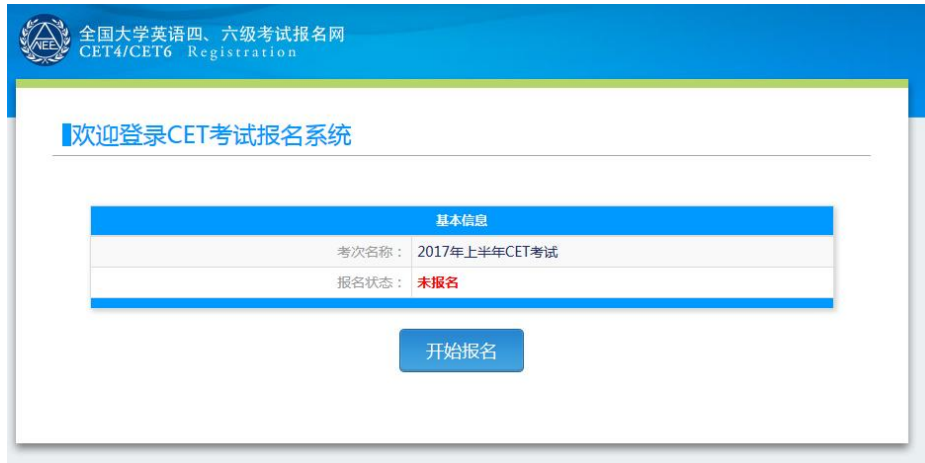 NEE
全国大学英语四、六级考试报名网
CET4/CET6 Registration
欢迎登录CET考试报名系统
基本信息
考次名称： 2017年上半年CET考试
报名状态： 未报名
开始报名